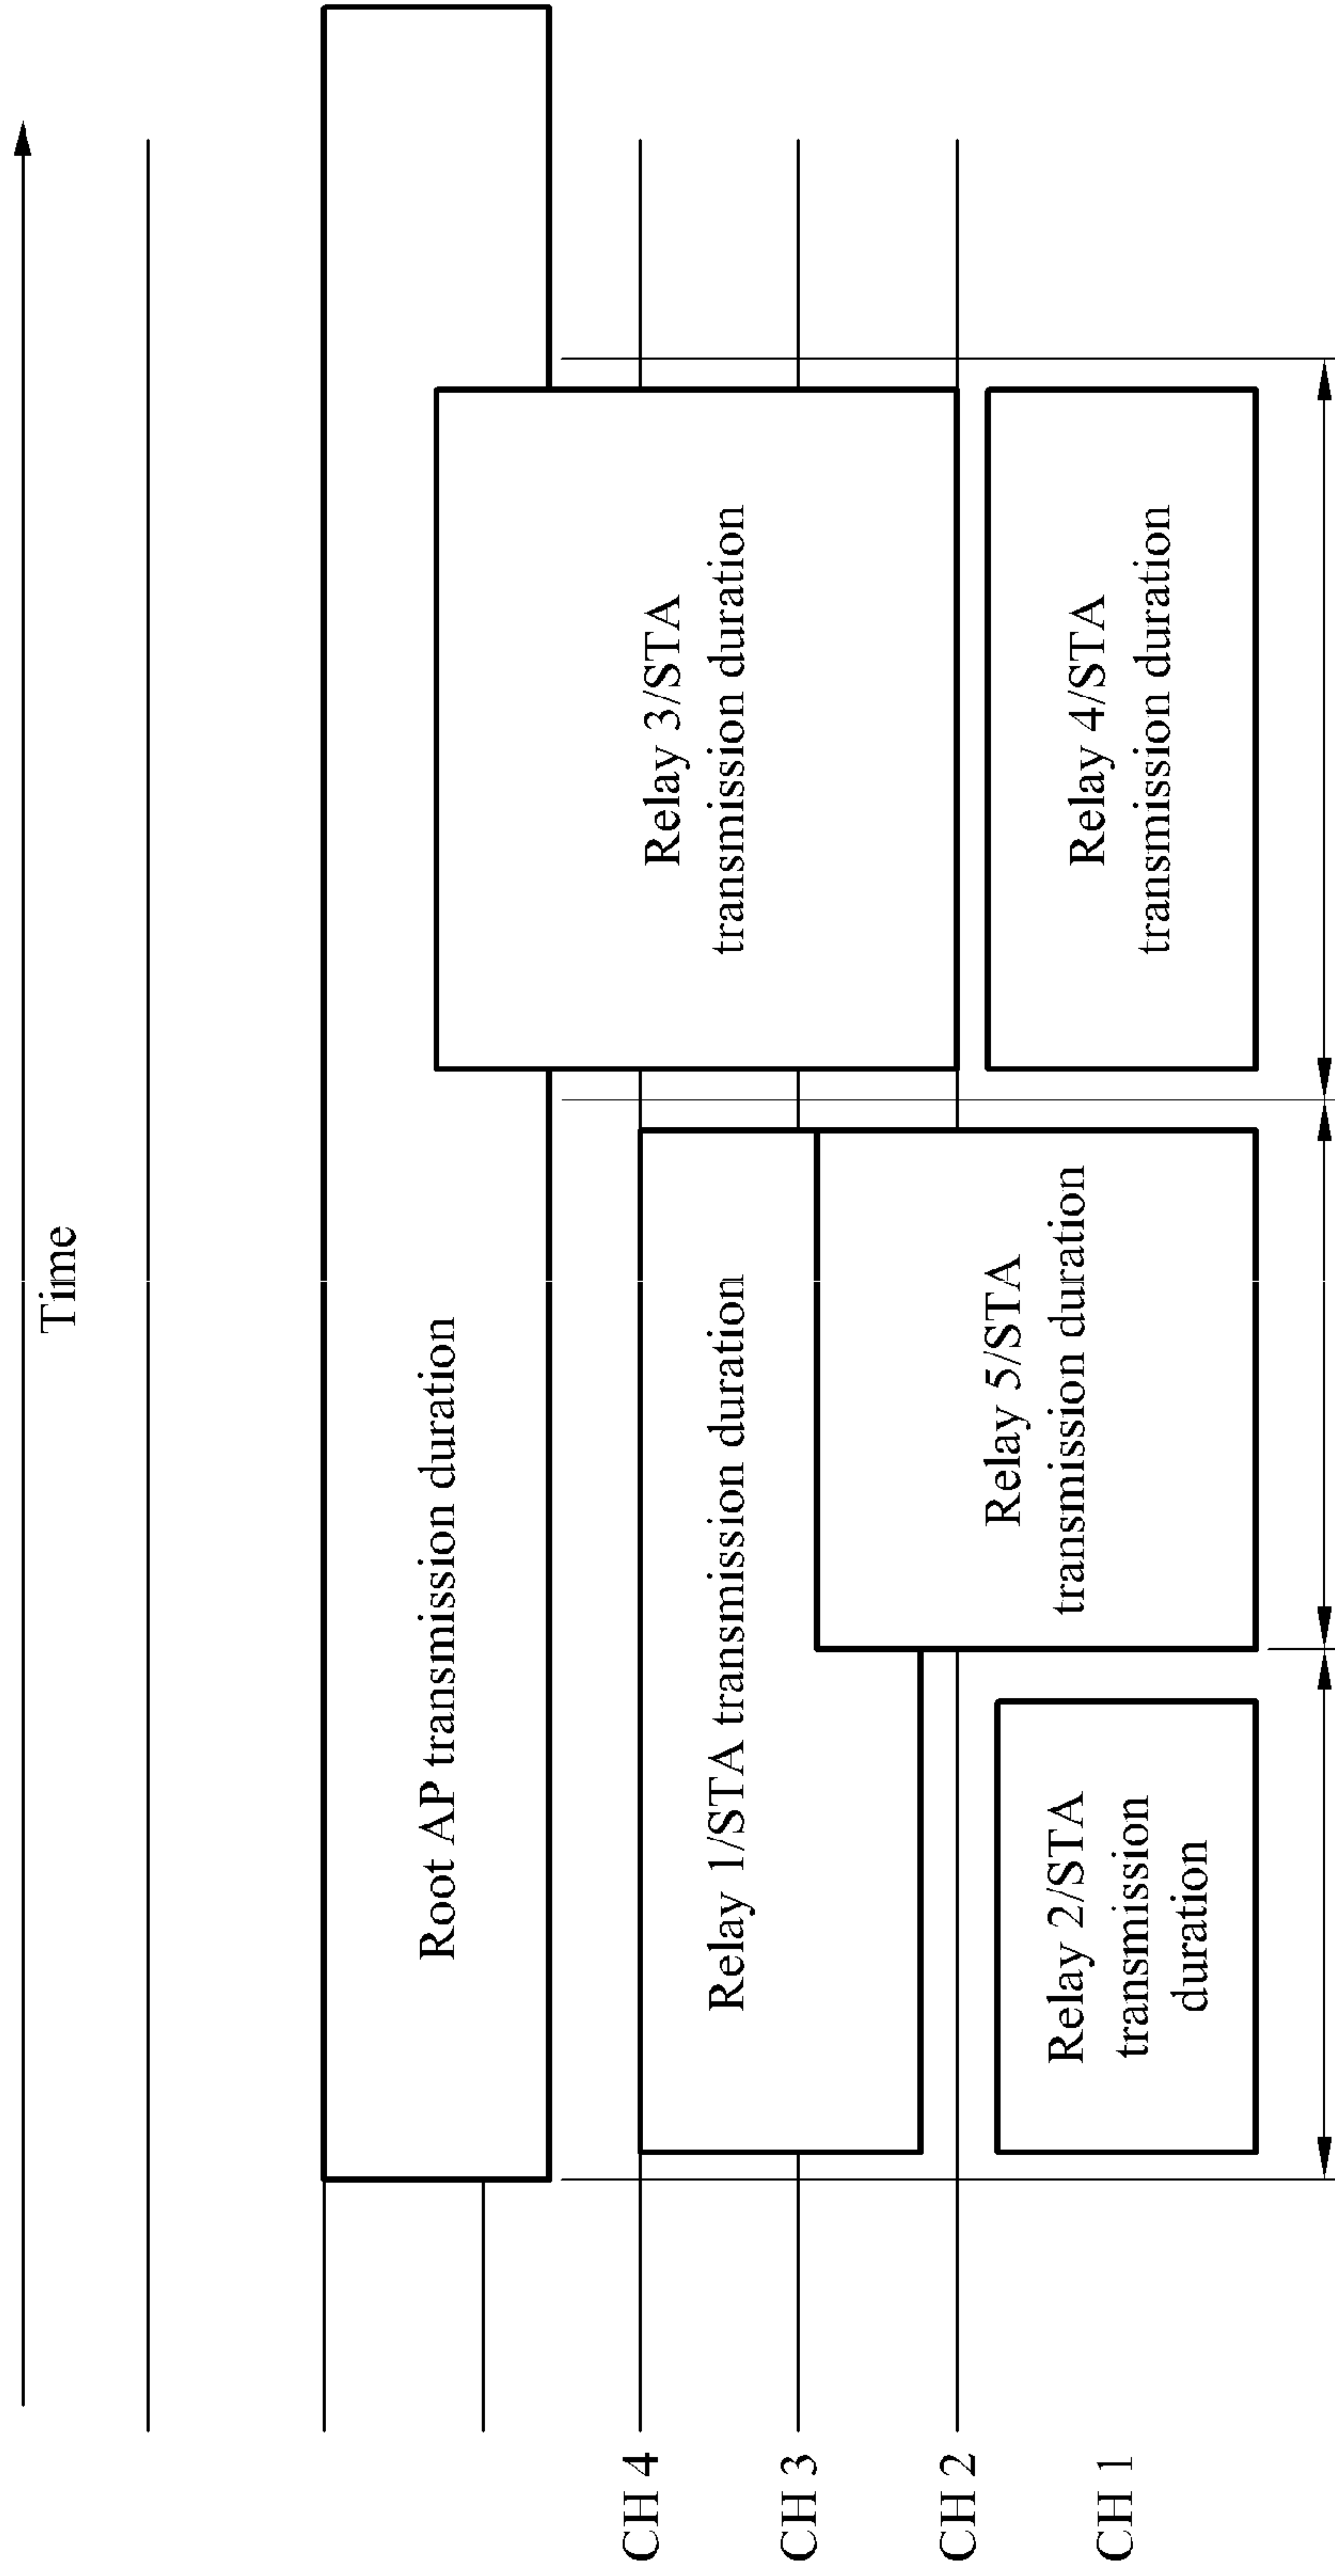 Time
Root AP transmission duration
Relay 1/STA transmission duration
Relay 3/STA
transmission duration
Relay 5/STA
transmission duration
Relay 2/STA
transmission
duration
Relay 4/STA
transmission duration
CH 4
CH 3
CH 2
CH 1